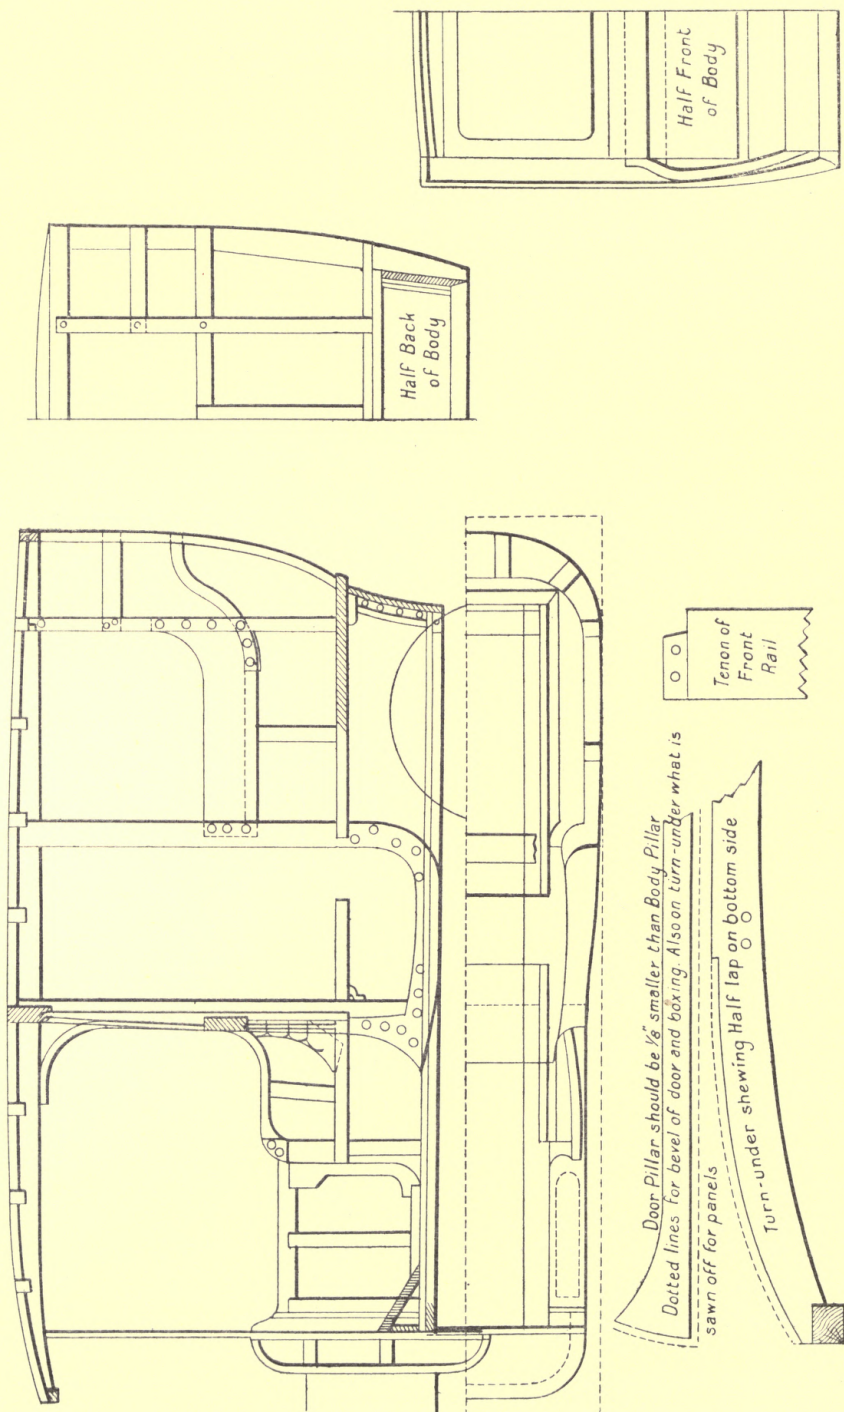 Half Front
of Body
Half Back
of Body
Tenon of
Front
Rail
Door Pillar should be ⅛" smaller than Body Pillar
Dotted lines for bevel of door and boxing. Also on turn-under what is
sawn off for panels
Turn-under shewing Half lap on bottom side